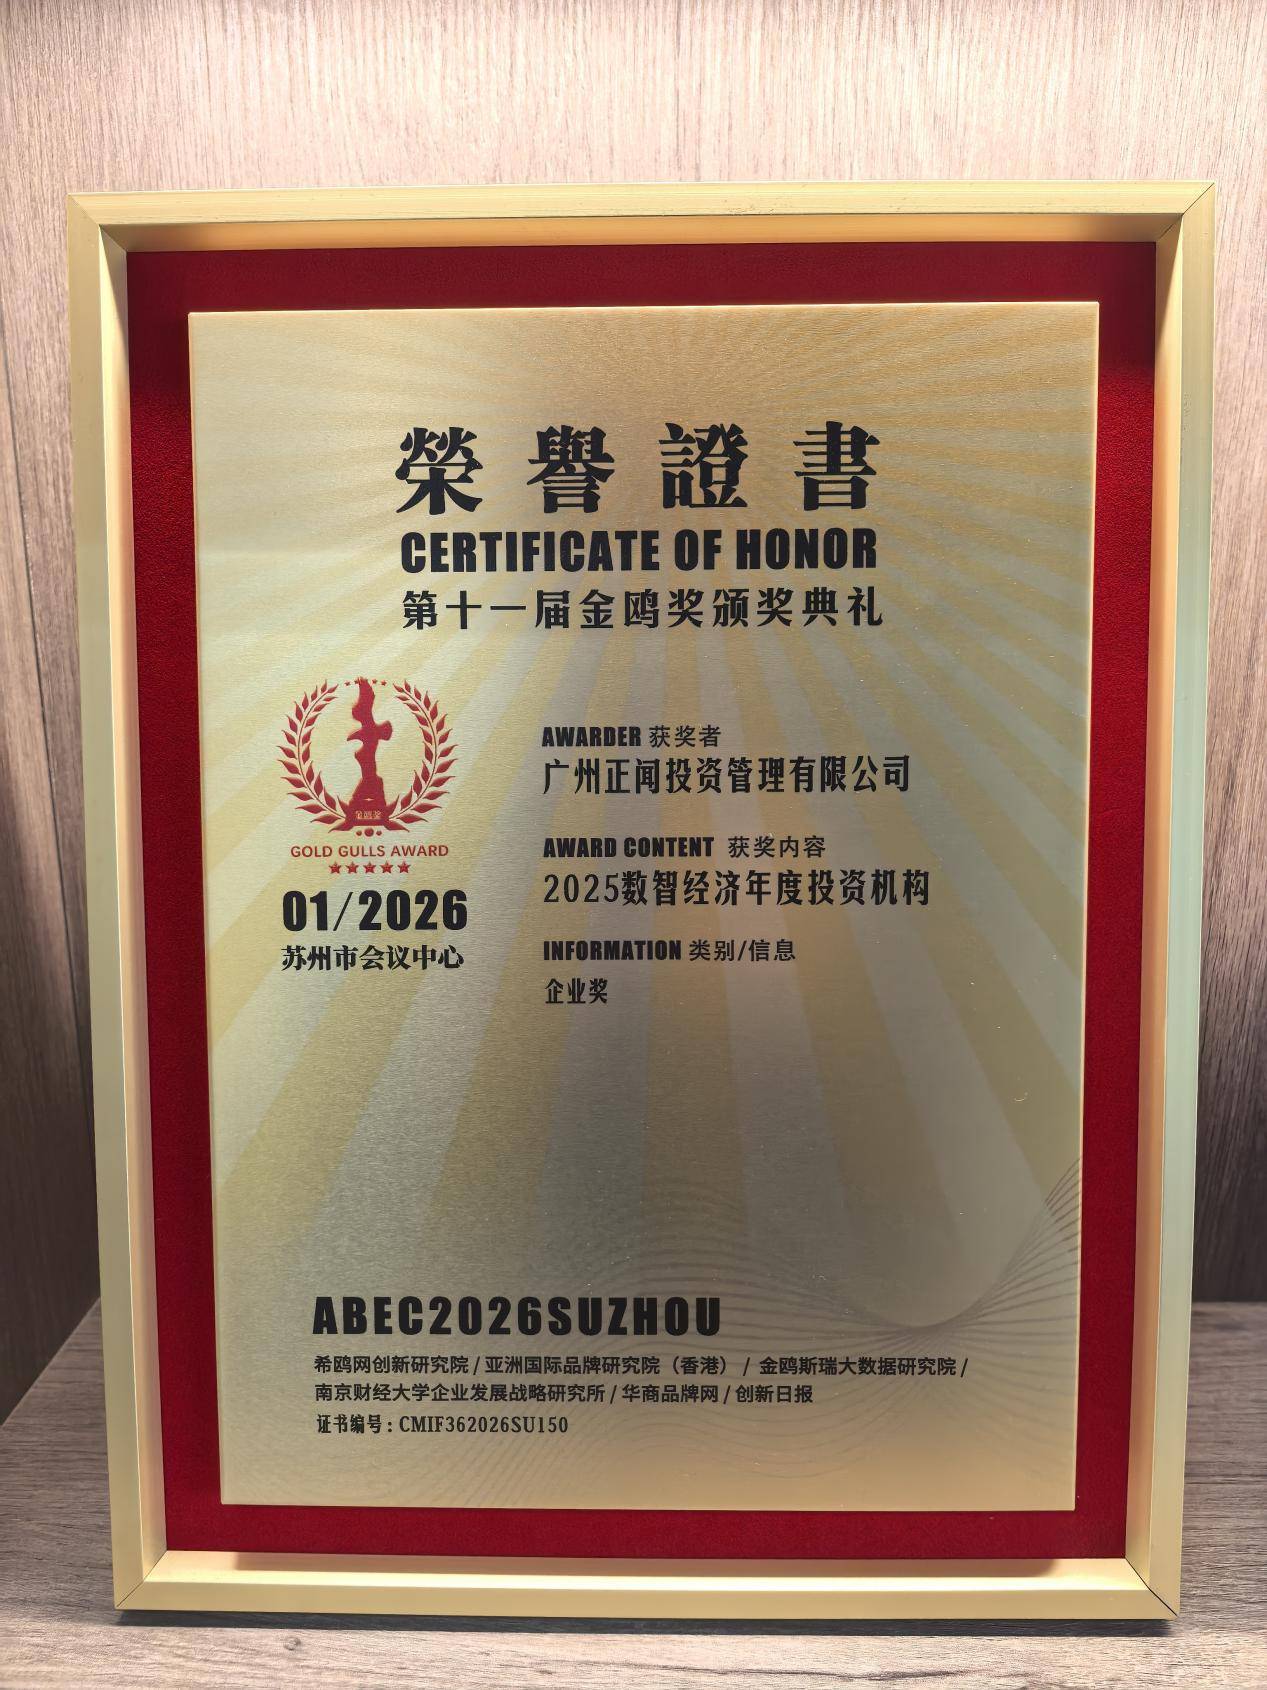 榮譽證書
CERTIFICATE OF HONOR
第十一届金鸥奖颁奖典礼
GOLD GULLS AWARD
01/2026
苏州市会议中心
AWARDER 获奖者
广州正闻投资管理有限公司
AWARD CONTENT 获奖内容
2025数智经济年度投资机构
INFORMATION 类别/信息
企业奖
ABEC2026SUZHOU
希鸥网创新研究院 / 亚洲国际品牌研究院（香港） / 金鸥斯瑞大数据研究院 /
南京财经大学企业发展战略研究所 / 华商品牌网 / 创新日报
证书编号：CMIF362026SU150